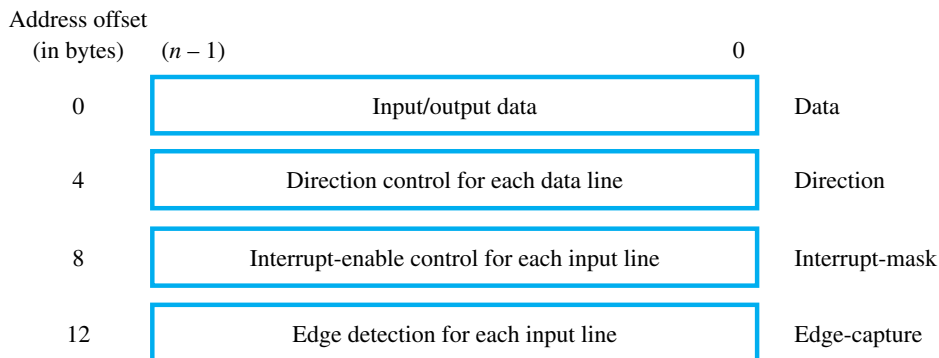 Address offset
(in bytes) (n – 1) 0
0 Input/output data Data
4 Direction control for each data line Direction
8 Interrupt-enable control for each input line Interrupt-mask
12 Edge detection for each input line Edge-capture